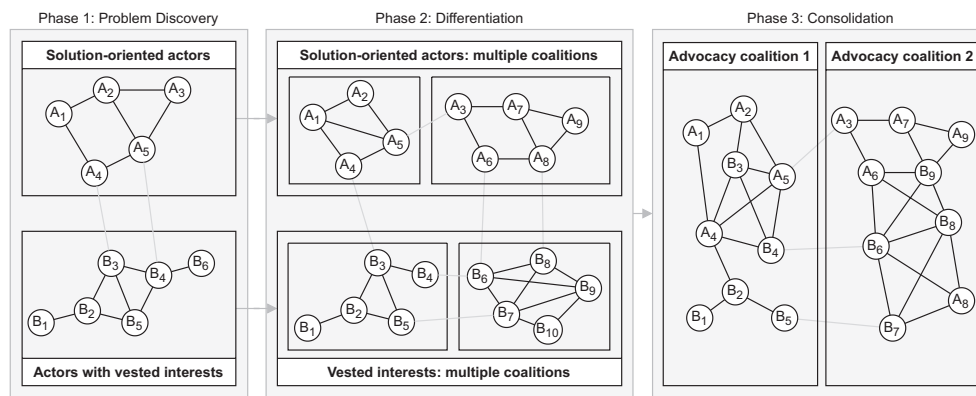 Phase 1: Problem Discovery
Solution-oriented actors
A1
A2
A3
A4
A5
B1
B2
B3
B4
B5
B6
Actors with vested interests
Phase 2: Differentiation
Solution-oriented actors: multiple coalitions
A1
A2
A4
A5
A3
A7
A9
A6
A8
B1
B2
B3
B4
B5
B6
B8
B9
B7
B10
Vested interests: multiple coalitions
Phase 3: Consolidation
Advocacy coalition 1
A1
A2
B3
A5
A4
B4
B2
B1
B5
Advocacy coalition 2
A3
A7
A9
A6
B9
B8
B6
A8
B7